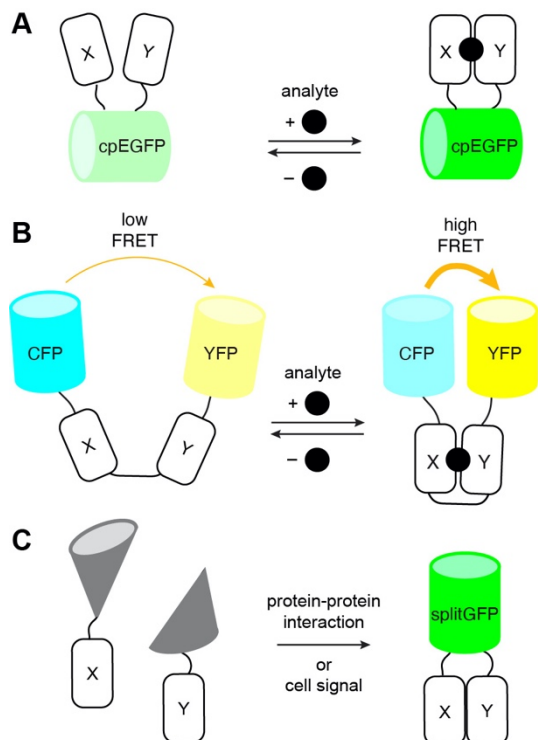 A
X
Y
cpEGFP
analyte
+
−
X
Y
cpEGFP
B
low
FRET
CFP
YFP
X
Y
analyte
+
−
high
FRET
CFP
YFP
X
Y
C
X
Y
protein-protein
interaction
or
cell signal
splitGFP
X
Y